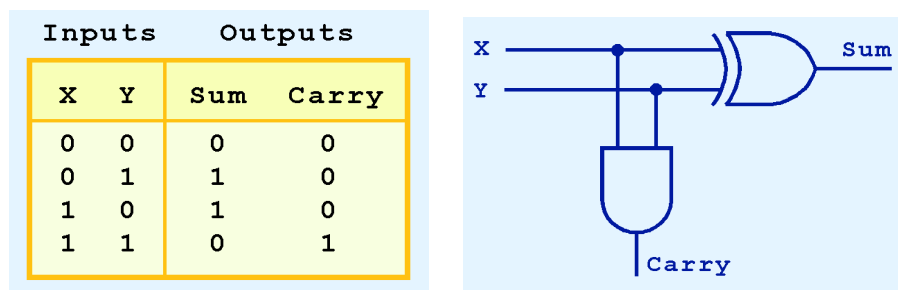 Inputs Outputs
X Y Sum Carry
0 0 0 0
0 1 1 0
1 0 1 0
1 1 0 1
X
Sum
Y
Carry